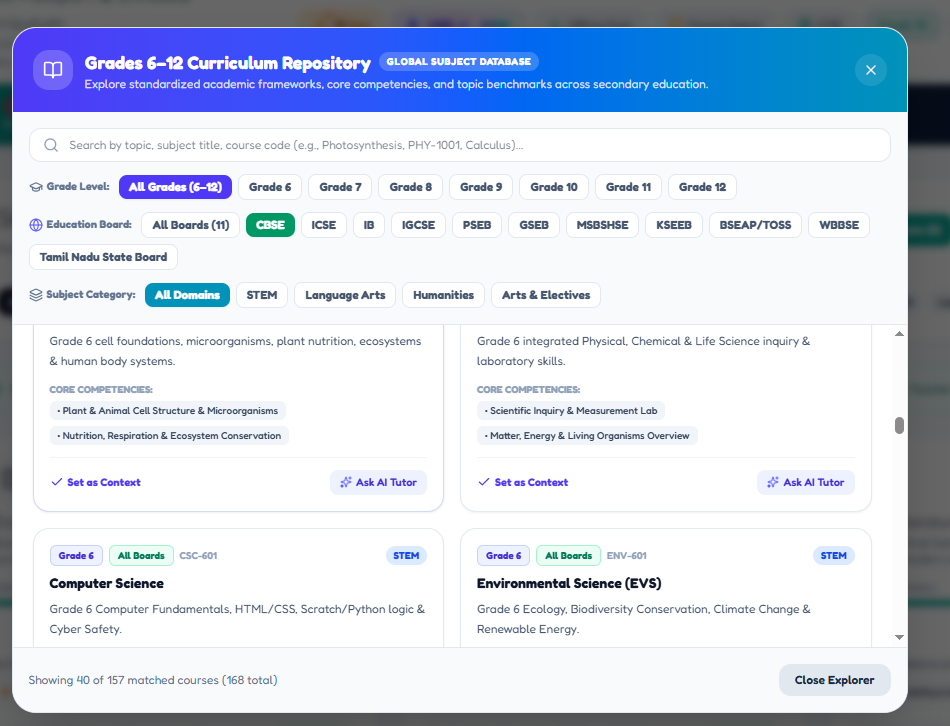 Grades 6–12 Curriculum Repository GLOBAL SUBJECT DATABASE
Explore standardized academic frameworks, core competencies, and topic benchmarks across secondary education.
Search by topic, subject title, course code (e.g., Photosynthesis, PHY-1001, Calculus)...
Grade Level: All Grades (6–12) Grade 6 Grade 7 Grade 8 Grade 9 Grade 10 Grade 11 Grade 12
Education Board: All Boards (11) CBSE ICSE IB IGCSE PSEB GSEB MSBSHSE KSEEB BSEAP/TOSS WBBSE
Tamil Nadu State Board
Subject Category: All Domains STEM Language Arts Humanities Arts & Electives
Grade 6 cell foundations, microorganisms, plant nutrition, ecosystems
& human body systems.
CORE COMPETENCIES:
• Plant & Animal Cell Structure & Microorganisms
• Nutrition, Respiration & Ecosystem Conservation
Set as Context Ask AI Tutor
Grade 6 integrated Physical, Chemical & Life Science inquiry &
laboratory skills.
CORE COMPETENCIES:
• Scientific Inquiry & Measurement Lab
• Matter, Energy & Living Organisms Overview
Set as Context Ask AI Tutor
Grade 6 All Boards CSC-601 STEM
Computer Science
Grade 6 Computer Fundamentals, HTML/CSS, Scratch/Python logic &
Cyber Safety.
Grade 6 All Boards ENV-601 STEM
Environmental Science (EVS)
Grade 6 Ecology, Biodiversity Conservation, Climate Change &
Renewable Energy.
Showing 40 of 157 matched courses (168 total)
Close Explorer